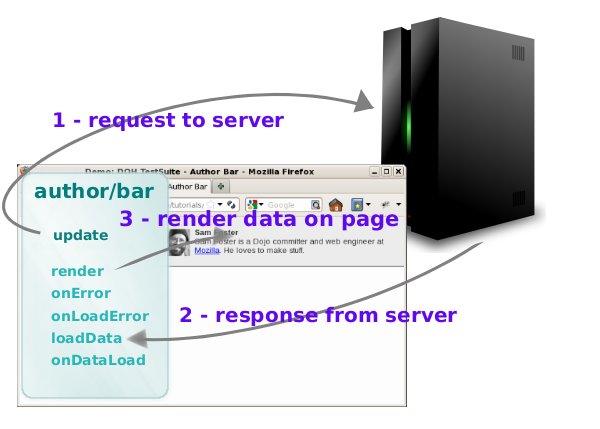 1 - request to server
Demo: DOH TestSuite - Author Bar - Mozilla Firefox
author/bar
Author Bar
/tutorials/
Google
3 - render data on page
update
Sam Foster
Sam Foster is a Dojo committer and web engineer at
Mozilla. He loves to make stuff.
render
onError
onLoadError
2 - response from server
loadData
onDataLoad